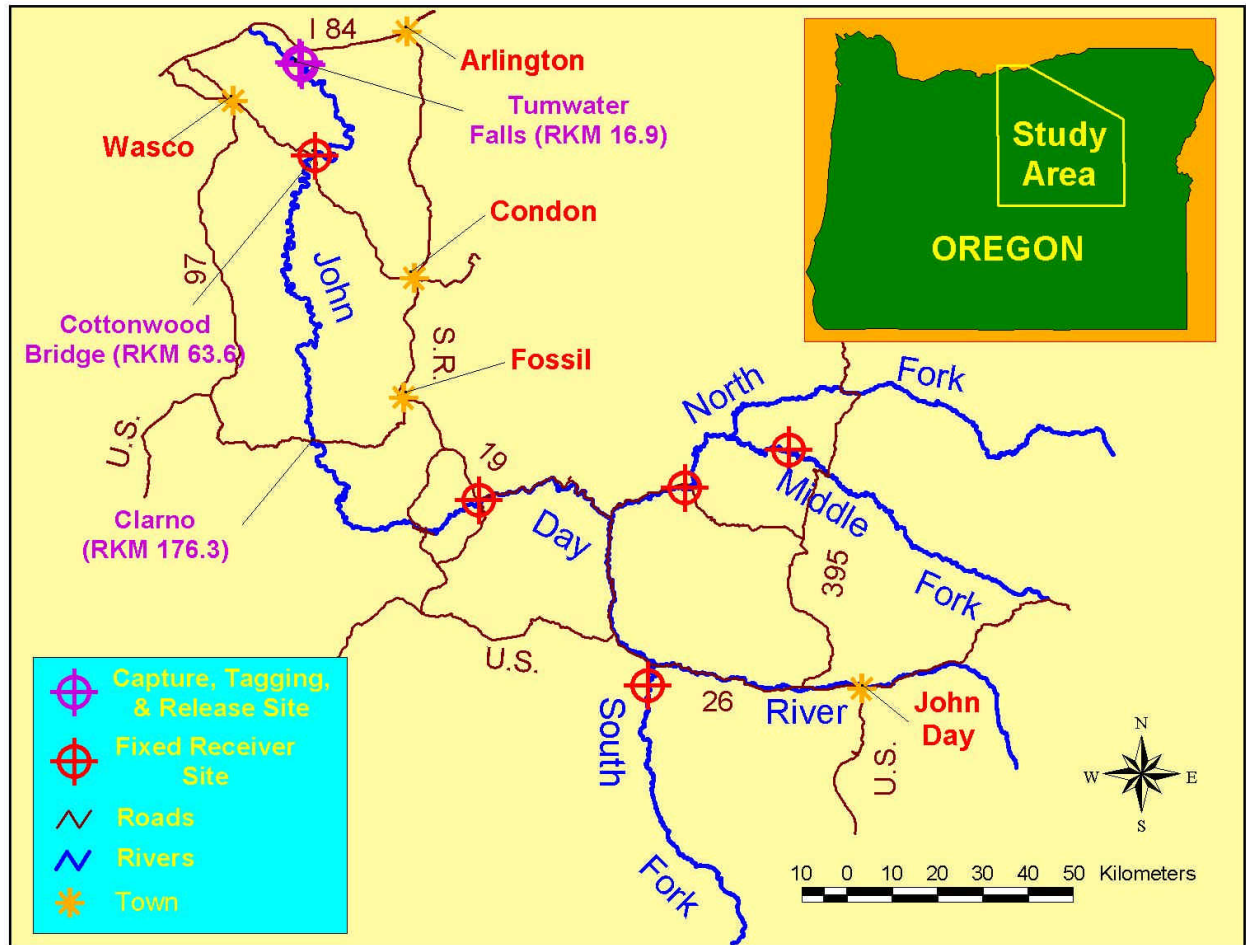 I 84
Arlington
Tumwater
Falls (RKM 16.9)
Wasco
Condon
97
John
Cottonwood
Bridge (RKM 63.6)
S.R.
Fossil
U.S.
19
Clarno
(RKM 176.3)
Day
North
Fork
Middle
Fork
395
U.S.
26
River
John
Day
South
Fork
U.S.
Study
Area
OREGON
Capture, Tagging,
& Release Site
Fixed Receiver
Site
Roads
Rivers
Town
N
W
E
S
10 0 10 20 30 40 50 Kilometers